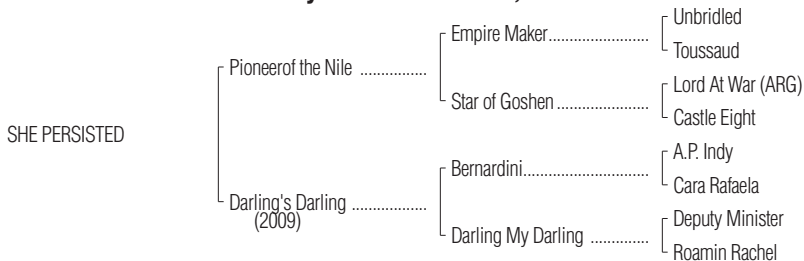 Unbridled
Empire Maker........................
Toussaud
Pioneerof the Nile ................
Lord At War (ARG)
Star of Goshen......................
Castle Eight
SHE PERSISTED
A.P. Indy
Bernardini..............................
Cara Rafaela
Darling's Darling ..................
(2009)
Deputy Minister
Darling My Darling ..............
Roamin Rachel